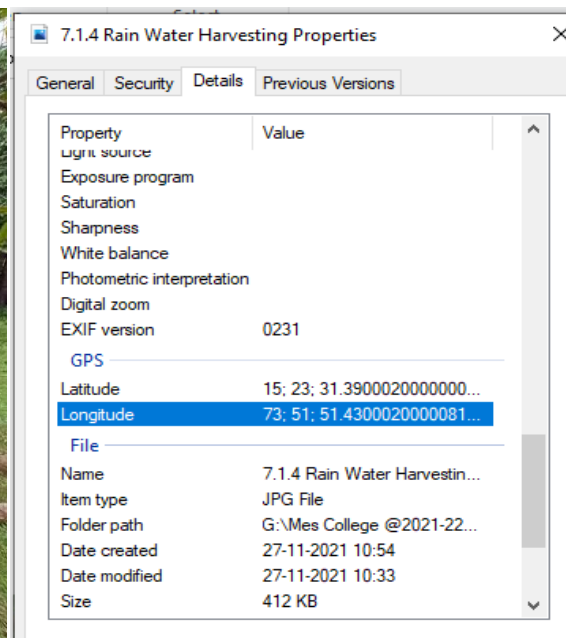 Select
7.1.4 Rain Water Harvesting Properties
General Security Details Previous Versions
Property Value
Light source
Exposure program
Saturation
Sharpness
White balance
Photometric interpretation
Digital zoom
EXIF version 0231
GPS
Latitude 15; 23; 31.3900020000000...
Longitude 73; 51; 51.4300020000081...
File
Name 7.1.4 Rain Water Harvestin...
Item type JPG File
Folder path G:\Mes College @2021-22...
Date created 27-11-2021 10:54
Date modified 27-11-2021 10:33
Size 412 KB